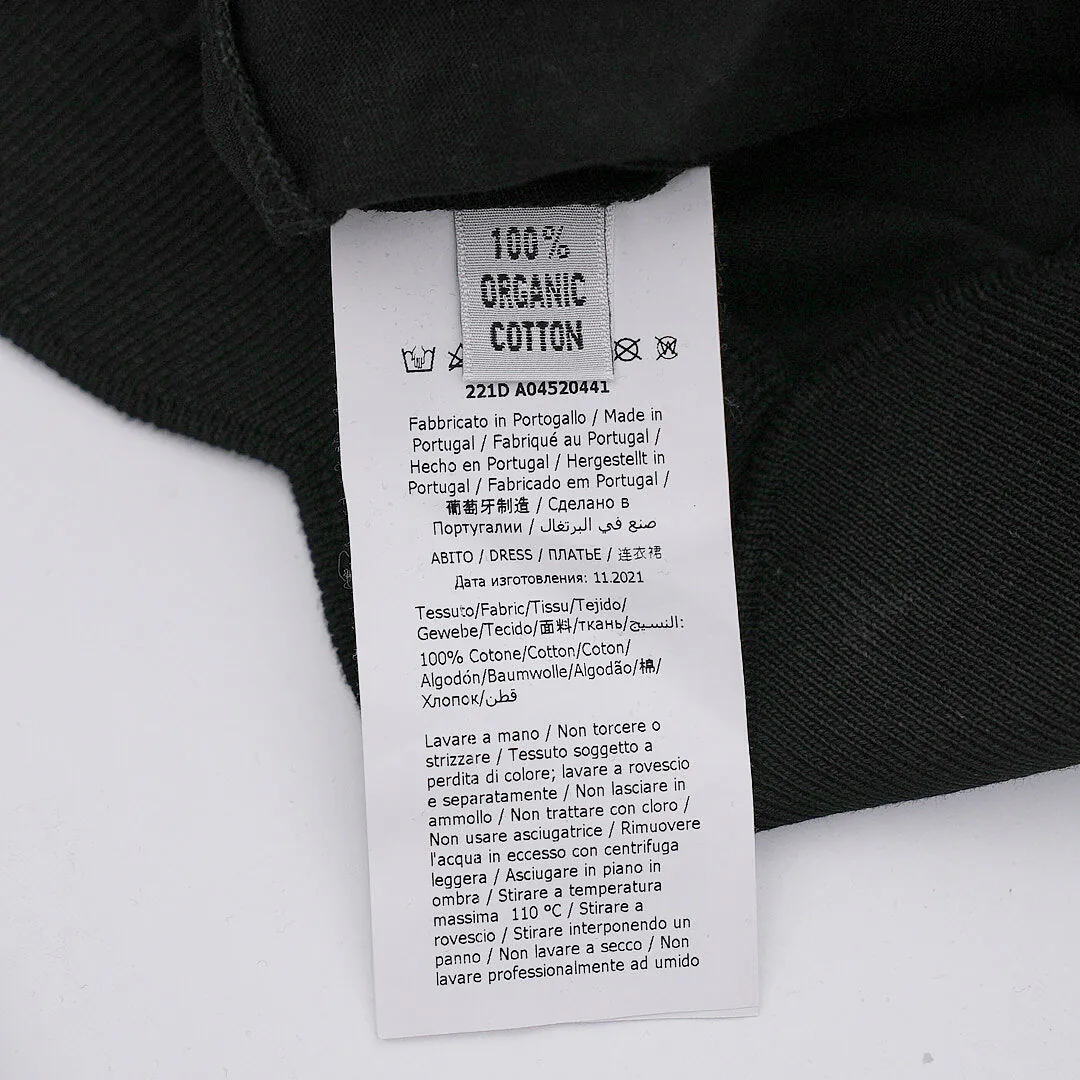 100%
ORGANIC
COTTON
221D A04520441
Fabbricato in Portogallo / Made in
Portugal / Fabriqué au Portugal /
Hecho en Portugal / Hergestellt in
Portugal / Fabricado em Portugal /
葡萄牙制造 / Сделано в
Португалии / صنع في البرتغال
ABITO / DRESS / ПЛАТЬЕ / 连衣裙
Дата изготовления: 11.2021
Tessuto/Fabric/Tissu/Tejido/
Gewebe/Tecido/面料/ткань/النسيج:
100% Cotone/Cotton/Coton/
Algodón/Baumwolle/Algodão/棉/
Хлопок/قطن
Lavare a mano / Non torcere o
strizzare / Tessuto soggetto a
perdita di colore; lavare a rovescio
e separatamente / Non lasciare in
ammollo / Non trattare con cloro /
Non usare asciugatrice / Rimuovere
l'acqua in eccesso con centrifuga
leggera / Asciugare in piano in
ombra / Stirare a temperatura
massima 110 ºC / Stirare a
rovescio / Stirare interponendo un
panno / Non lavare a secco / Non
lavare professionalmente ad umido